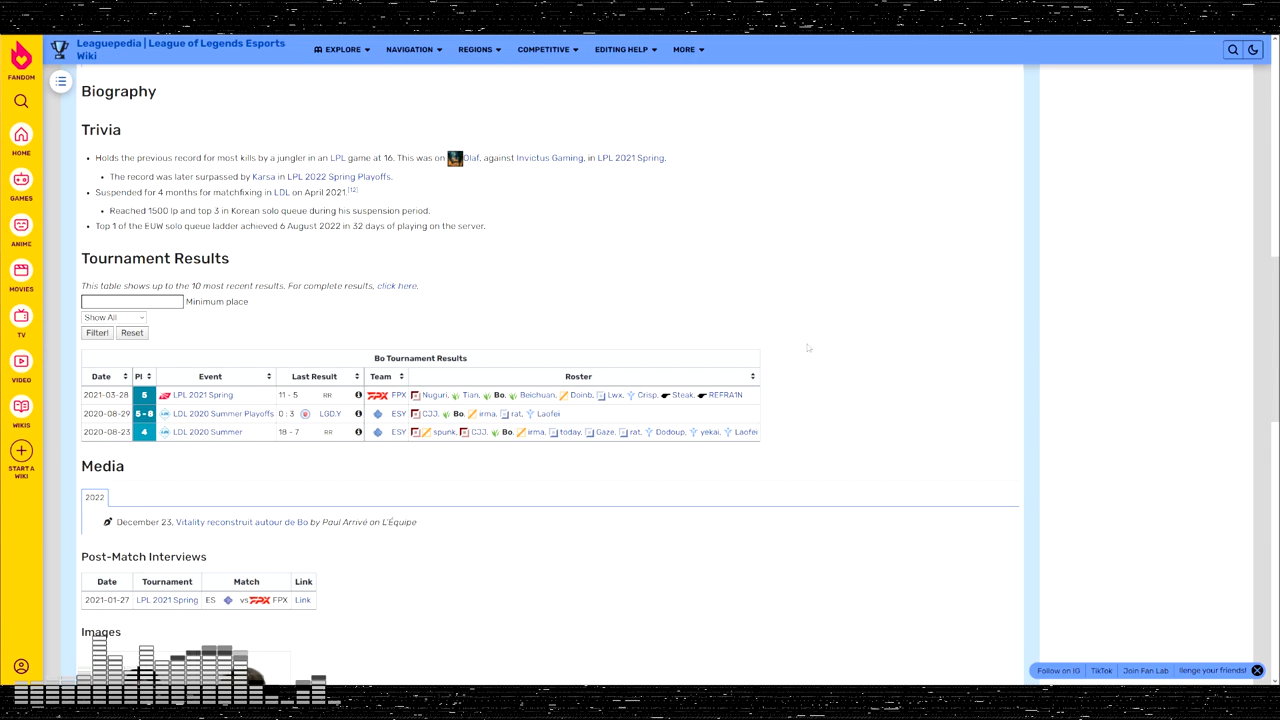 Leaguepedia | League of Legends Esports
Wiki
EXPLORE NAVIGATION REGIONS COMPETITIVE EDITING HELP MORE
FANDOM
HOME
GAMES
ANIME
MOVIES
TV
VIDEO
WIKIS
START A
WIKI
Biography
Trivia
Holds the previous record for most kills by a jungler in an LPL game at 16. This was on Olaf, against Invictus Gaming, in LPL 2021 Spring.
The record was later surpassed by Karsa in LPL 2022 Spring Playoffs.
Suspended for 4 months for matchfixing in LDL on April 2021.[12]
Reached 1500 lp and top 3 in Korean solo queue during his suspension period.
Top 1 of the EUW solo queue ladder achieved 6 August 2022 in 32 days of playing on the server.
Tournament Results
This table shows up to the 10 most recent results. For complete results, click here.
Minimum place
Show All
Filter! Reset
Bo Tournament Results
Date Pl Event Last Result Team Roster
2021-03-28 5 LPL 2021 Spring 11 - 5 RR FPX Nuguri, Tian, Bo, Beichuan, Doinb, Lwx, Crisp, Steak, REFRA1N
2020-08-29 5 - 8 LDL 2020 Summer Playoffs 0 : 3 LGD.Y ESY CJJ, Bo, irma, rat, Laofei
2020-08-23 4 LDL 2020 Summer 18 - 7 RR ESY spunk, CJJ, Bo, irma, today, Gaze, rat, Dodoup, yekai, Laofei
Media
2022
December 23, Vitality reconstruit autour de Bo by Paul Arrivé on L'Équipe
Post-Match Interviews
Date Tournament Match Link
2021-01-27 LPL 2021 Spring ES vs FPX Link
Images
Follow on IG TikTok Join Fan Lab llenge your friends!